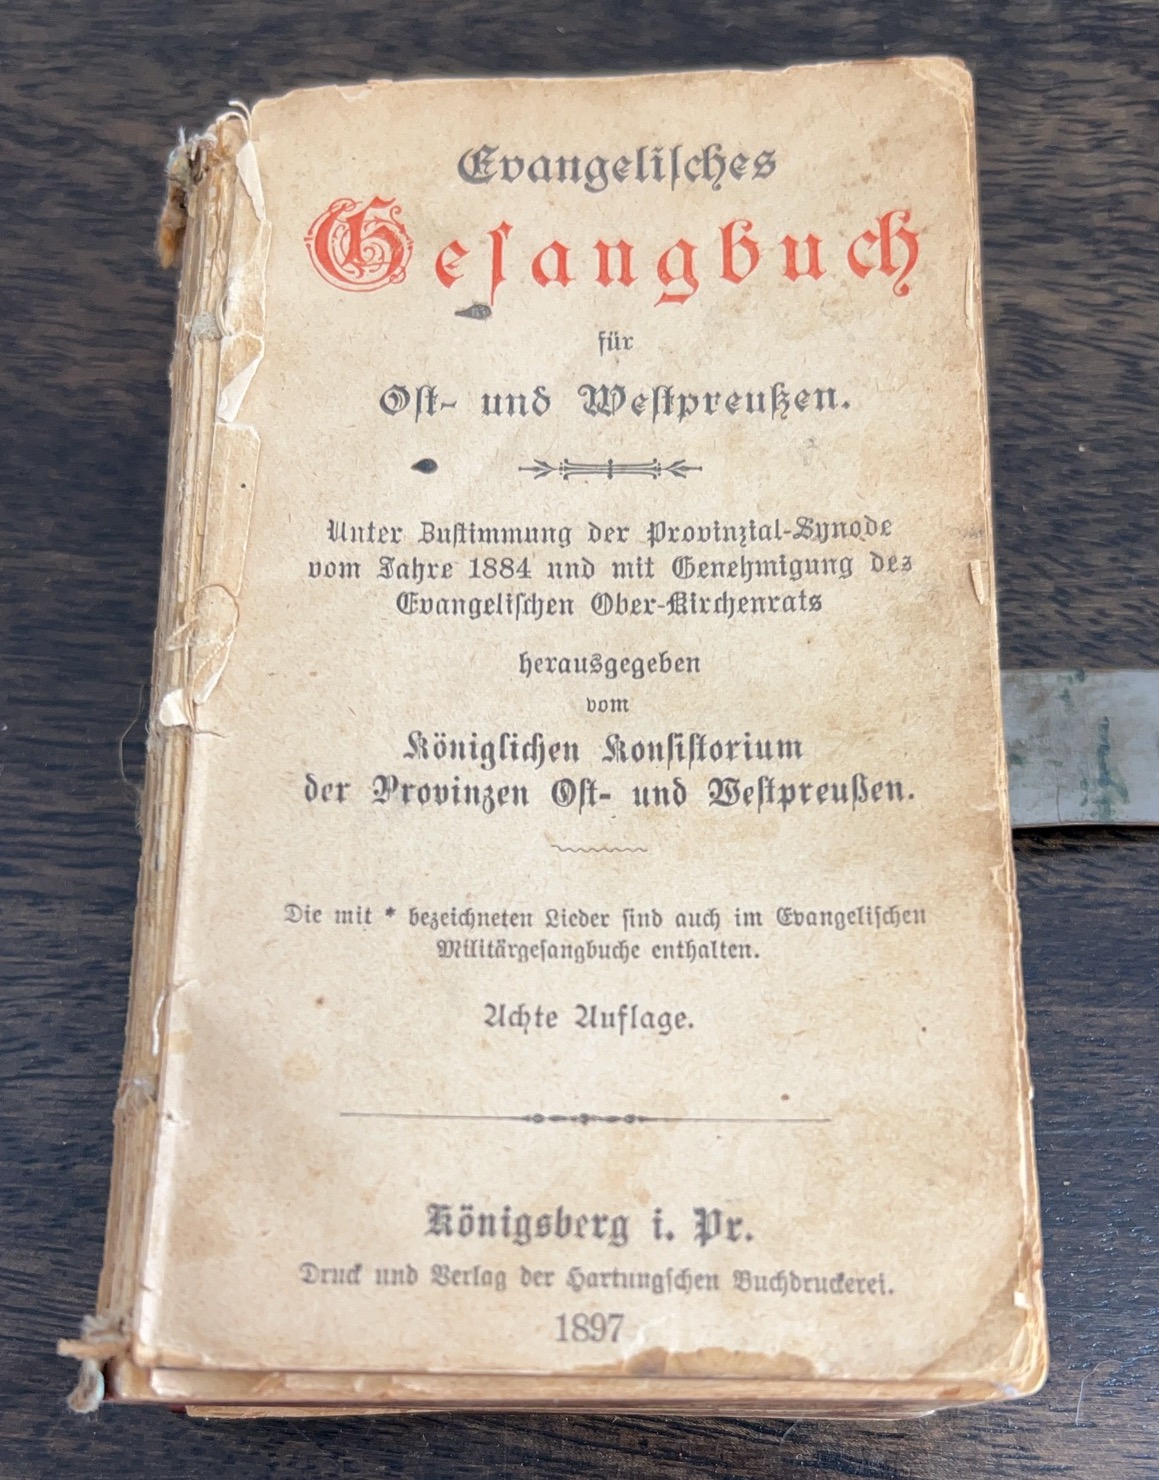 Evangeliſches
Geſangbuch
für
Oſt- und Weſtpreußen.
Unter Zuſtimmung der Provinzial-Synode
vom Jahre 1884 und mit Genehmigung des
Evangeliſchen Ober-Kirchenrats
herausgegeben
vom
Königlichen Konſiſtorium
der Provinzen Oſt- und Weſtpreußen.
Die mit * bezeichneten Lieder ſind auch im Evangeliſchen
Militärgeſangbuche enthalten.
Achte Auflage.
Königsberg i. Pr.
Druck und Verlag der Hartungſchen Buchdruckerei.
1897